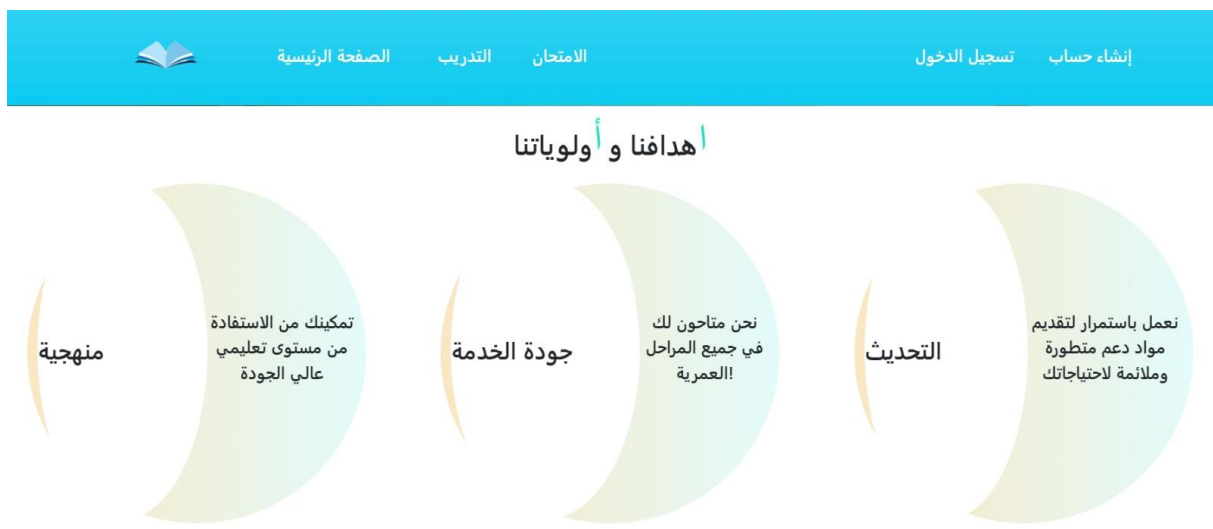 إنشاء حساب
تسجيل الدخول
الامتحان
التدريب
الصفحة الرئيسية
اهدافنا و أولوياتنا
نعمل باستمرار لتقديم
مواد دعم متطورة
وملائمة لاحتياجاتك
التحديث
نحن متاحون لك
في جميع المراحل
العمرية!
جودة الخدمة
تمكينك من الاستفادة
من مستوى تعليمي
عالي الجودة
منهجية